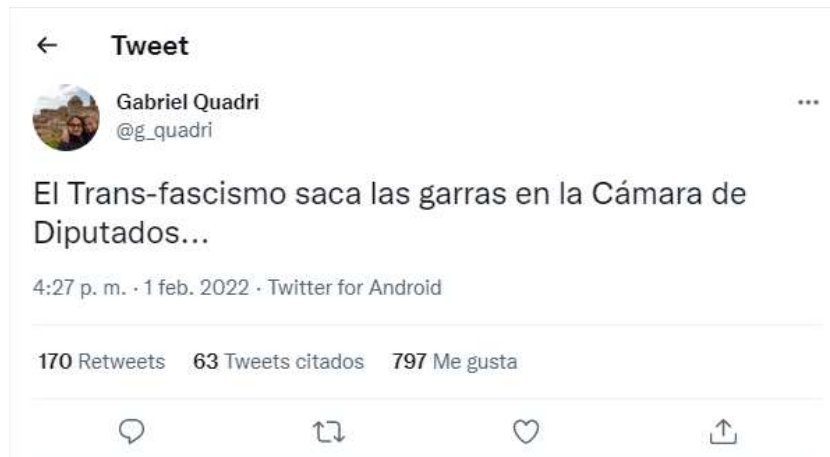 Tweet
Gabriel Quadri
@g_quadri
El Trans-fascismo saca las garras en la Cámara de
Diputados...
4:27 p. m. · 1 feb. 2022 · Twitter for Android
170 Retweets 63 Tweets citados 797 Me gusta